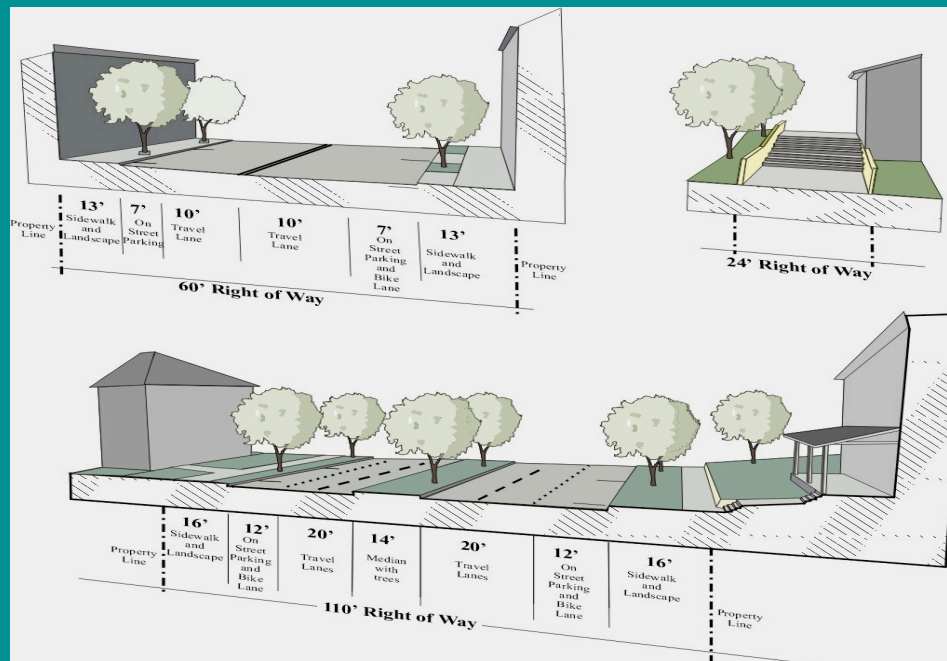 13’
Sidewalk
and
Landscape
7’
On
Street
Parking
10’
Travel
Lane
10’
Travel
Lane
7’
On
Street
Parking
and
Bike
Lane
13’
Sidewalk
and
Landscape
Property
Line
Property
Line
60’ Right of Way
24’ Right of Way
16’
Sidewalk
and
Landscape
12’
On
Street
Parking
and
Bike
Lane
20’
Travel
Lanes
14’
Median
with
trees
20’
Travel
Lanes
12’
On
Street
Parking
and
Bike
Lane
16’
Sidewalk
and
Landscape
Property
Line
Property
Line
110’ Right of Way